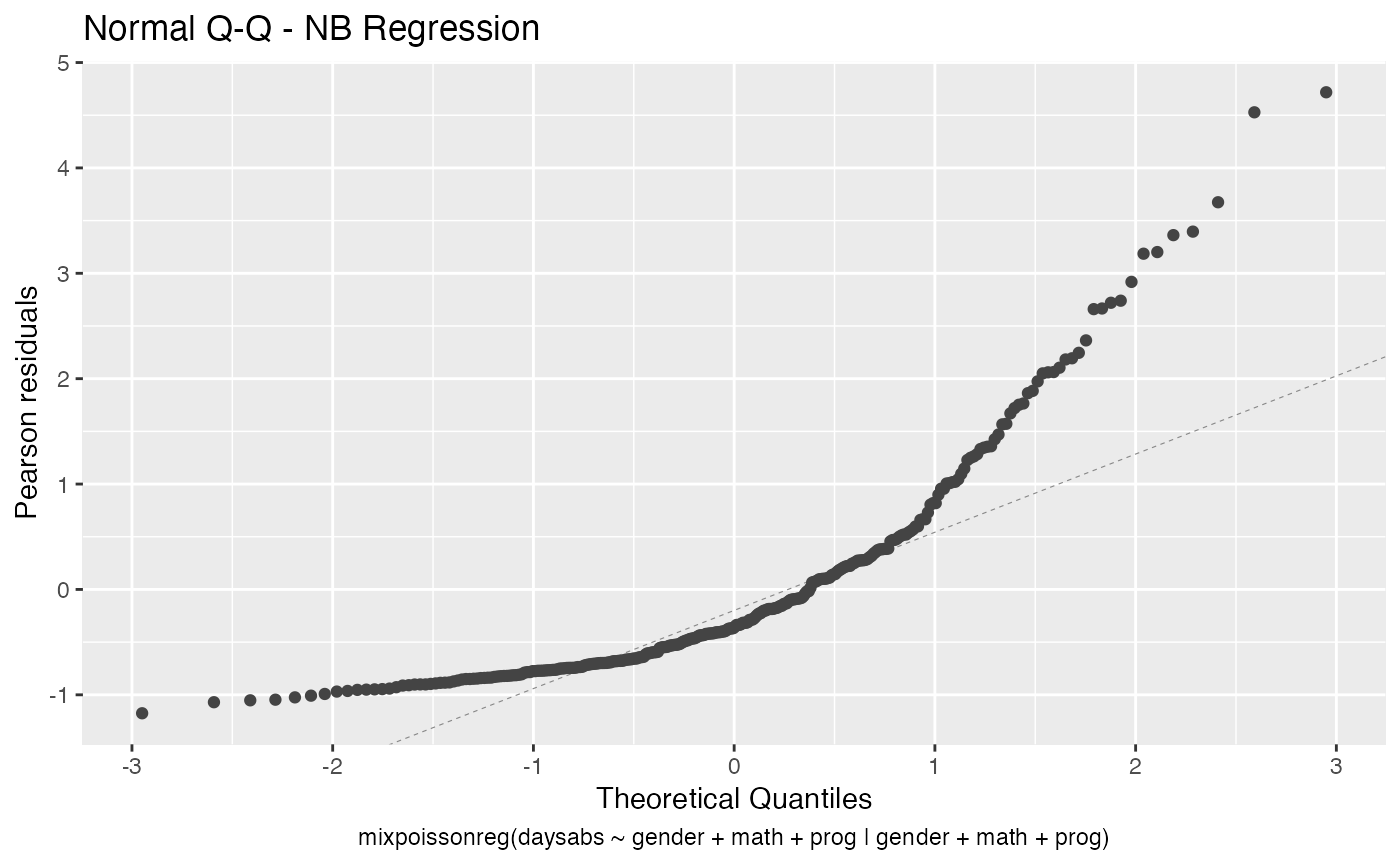 Normal Q-Q - NB Regression
5
4
3
2
1
0
-1
Pearson residuals
-3 -2 -1 0 1 2 3
Theoretical Quantiles
mixpoissonreg(daysabs ~ gender + math + prog | gender + math + prog)